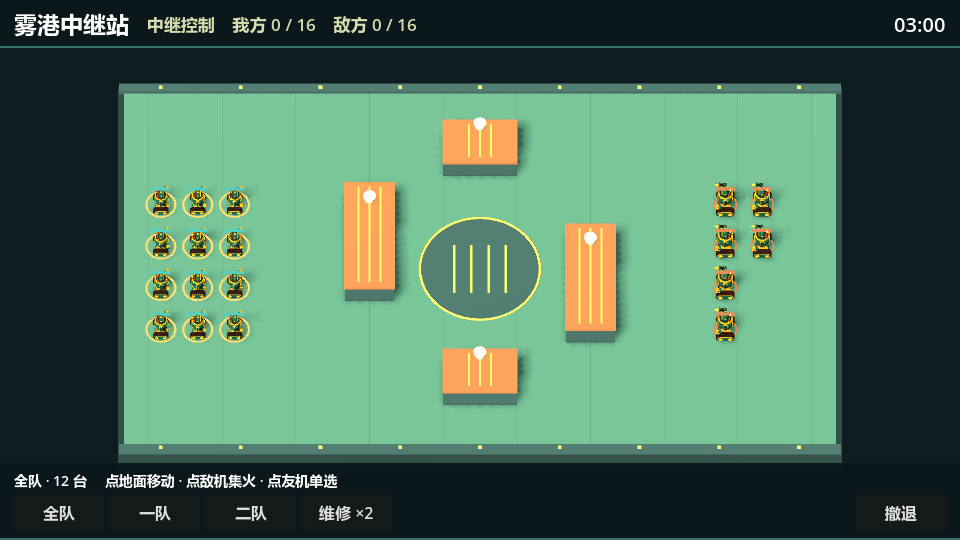 雾港中继站 中继控制 我方 0 / 16 敌方 0 / 16 03:00
全队 · 12 台 点地面移动 · 点敌机集火 · 点友机单选
全队 一队 二队 维修 ×2 撤退